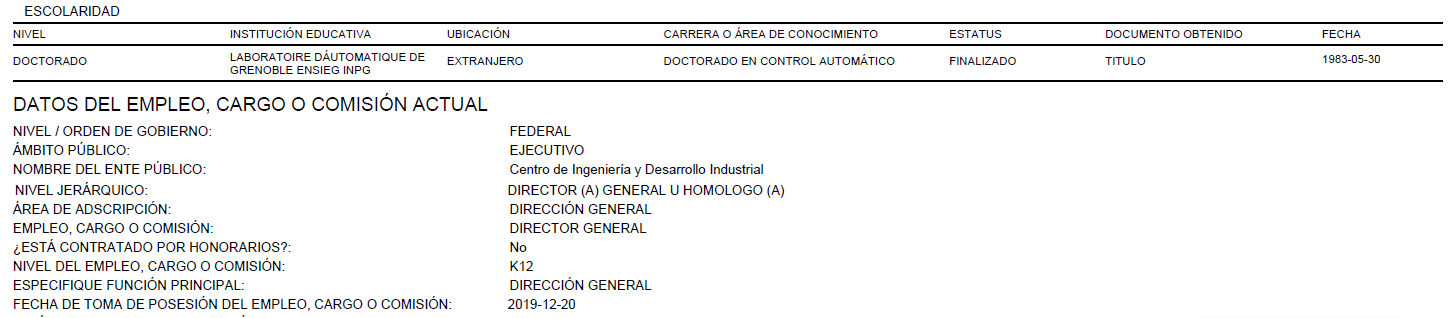 ESCOLARIDAD
NIVEL INSTITUCIÓN EDUCATIVA UBICACIÓN CARRERA O ÁREA DE CONOCIMIENTO ESTATUS DOCUMENTO OBTENIDO FECHA
DOCTORADO LABORATOIRE DÁUTOMATIQUE DE GRENOBLE ENSIEG INPG EXTRANJERO DOCTORADO EN CONTROL AUTOMÁTICO FINALIZADO TITULO 1983-05-30
DATOS DEL EMPLEO, CARGO O COMISIÓN ACTUAL
NIVEL / ORDEN DE GOBIERNO: FEDERAL
ÁMBITO PÚBLICO: EJECUTIVO
NOMBRE DEL ENTE PÚBLICO: Centro de Ingeniería y Desarrollo Industrial
NIVEL JERÁRQUICO: DIRECTOR (A) GENERAL U HOMOLOGO (A)
ÁREA DE ADSCRIPCIÓN: DIRECCIÓN GENERAL
EMPLEO, CARGO O COMISIÓN: DIRECTOR GENERAL
¿ESTÁ CONTRATADO POR HONORARIOS?: No
NIVEL DEL EMPLEO, CARGO O COMISIÓN: K12
ESPECIFIQUE FUNCIÓN PRINCIPAL: DIRECCIÓN GENERAL
FECHA DE TOMA DE POSESIÓN DEL EMPLEO, CARGO O COMISIÓN: 2019-12-20